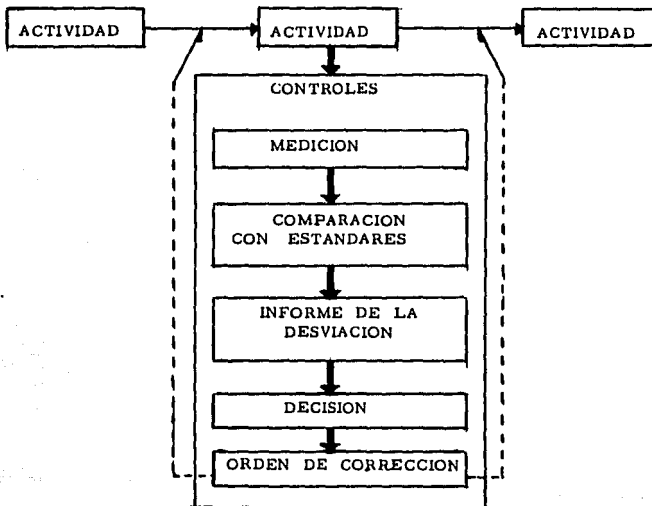 ACTIVIDAD
ACTIVIDAD
ACTIVIDAD
CONTROLES
MEDICION
COMPARACION
CON ESTANDARES
INFORME DE LA
DESVIACION
DECISION
ORDEN DE CORRECCION